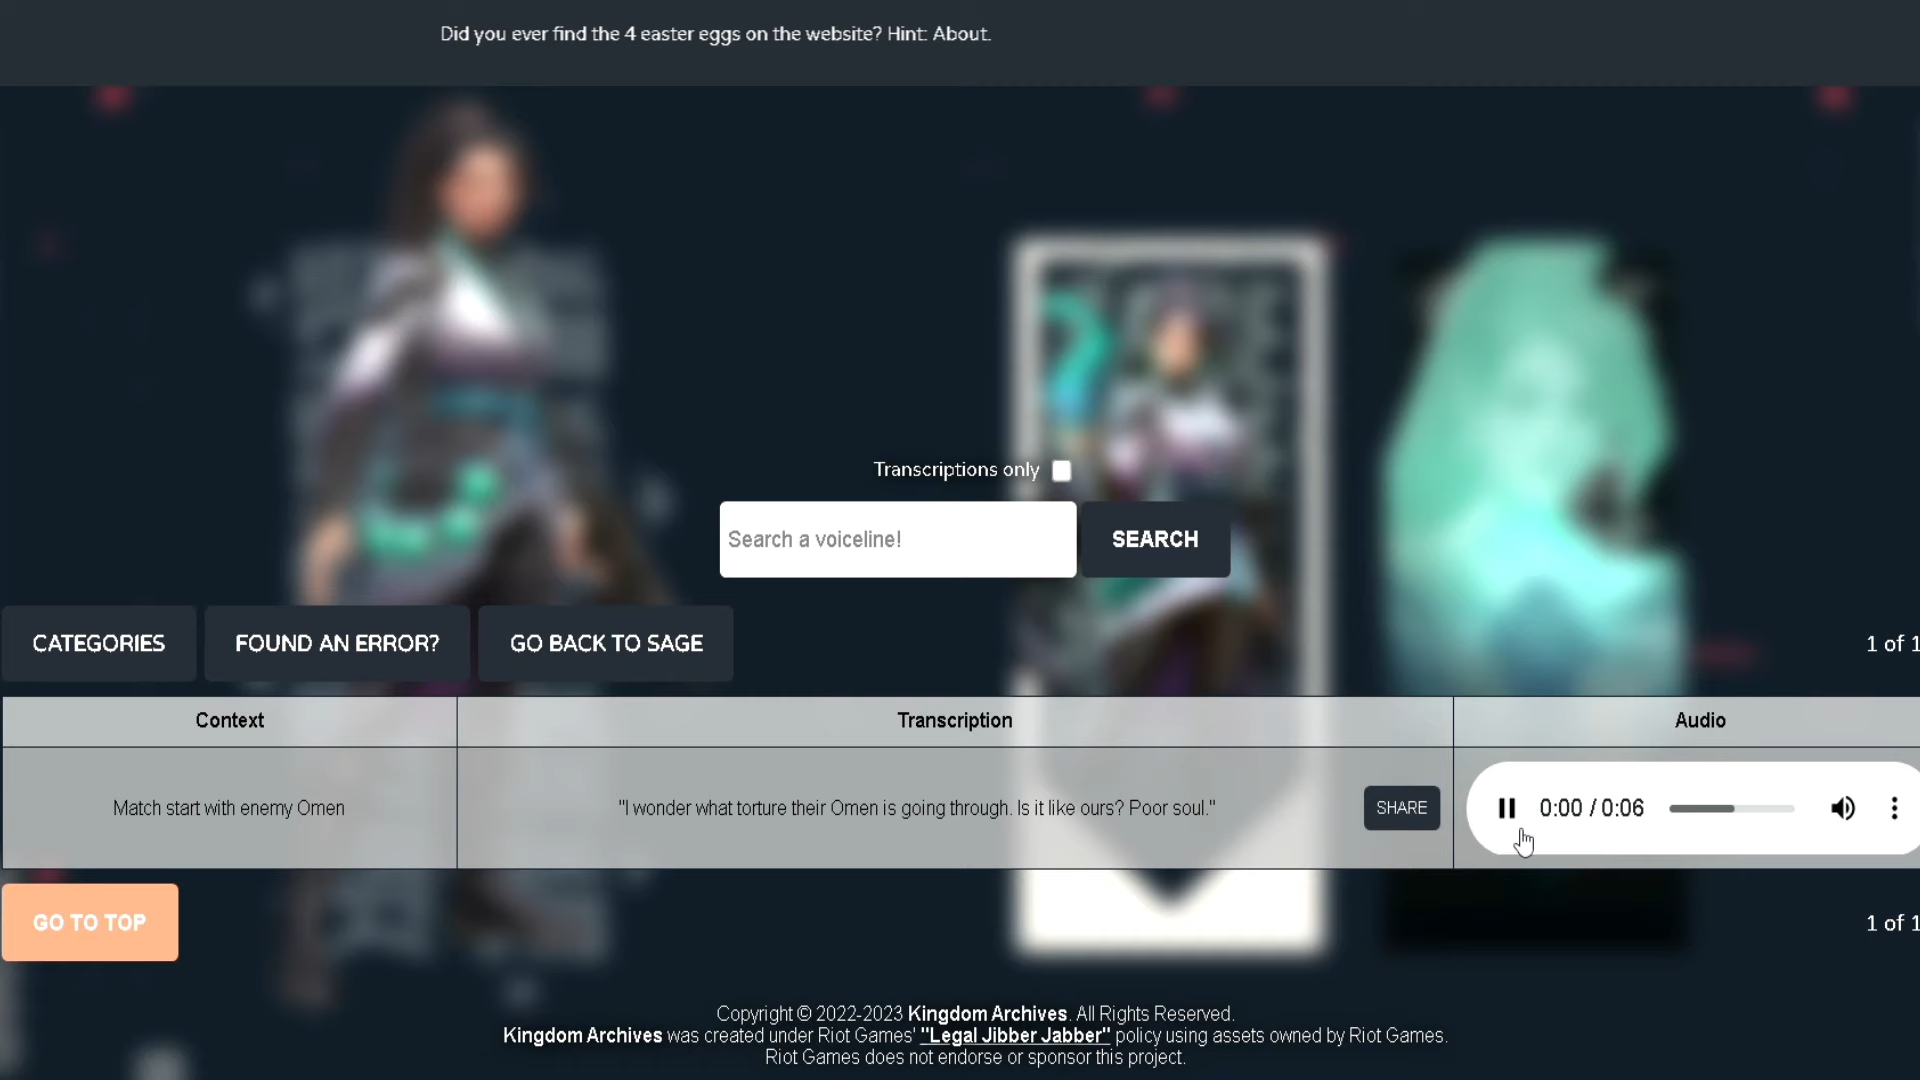 Did you ever find the 4 easter eggs on the website? Hint: About.
Transcriptions only
Search a voiceline!
SEARCH
CATEGORIES
FOUND AN ERROR?
GO BACK TO SAGE
1 of 1
Context
Transcription
Audio
Match start with enemy Omen
"I wonder what torture their Omen is going through. Is it like ours? Poor soul."
SHARE
0:00 / 0:06
GO TO TOP
1 of 1
Copyright © 2022-2023 Kingdom Archives. All Rights Reserved.
Kingdom Archives was created under Riot Games' "Legal Jibber Jabber" policy using assets owned by Riot Games.
Riot Games does not endorse or sponsor this project.